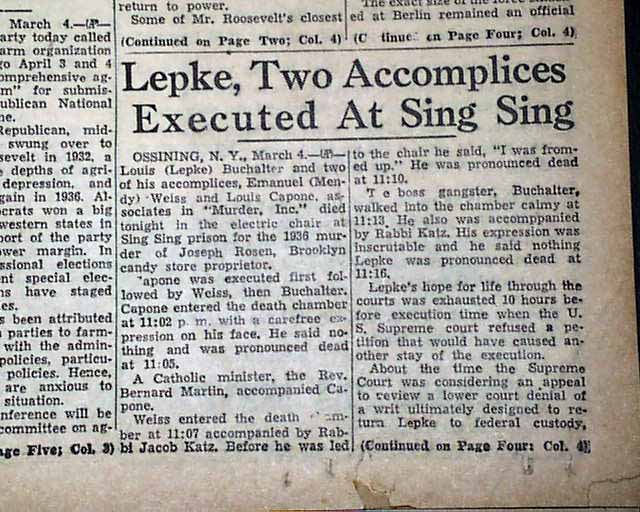 return to power.
Some of Mr. Roosevelt's closest
(Continued on Page Two; Col. 4)
ed at Berlin remained an official
on Page Four; Col. 4)
March 4.—(AP)—
arty today called
arm organization
go April 3 and 4
omprehensive ag-
m" for submis-
ublican National
Republican, mid-
swung over to
sevelt in 1932, a
depths of agri-
depression, and
gain in 1936. Al-
ocrats won a big
western states in
port of the party
ower margin. In
ssional elections
nt special elec-
ns have staged
es.
s been attributed
parties to farm-
with the admin-
policies, particu-
policies. Hence,
are anxious to
situation.
nference will be
committee on ag-
age Five; Col. 3)
Lepke, Two Accomplices
Executed At Sing Sing
OSSINING, N. Y., March 4.—(AP)—
Louis (Lepke) Buchalter and two
of his accomplices, Emanuel (Men-
dy) Weiss and Louis Capone, as-
sociates in "Murder, Inc." died
tonight in the electric chair at
Sing Sing prison for the 1936 mur-
der of Joseph Rosen, Brooklyn
candy store proprietor.
apone was executed first fol-
lowed by Weiss, then Buchalter.
Capone entered the death chamber
at 11:02 p. m. with a carefree ex-
pression on his face. He said no-
thing and was pronounced dead
at 11:05.
A Catholic minister, the Rev.
Bernard Martin, accompanied Ca-
pone.
Weiss entered the death
ber at 11:07 accompanied by Rab-
bi Jacob Katz. Before he was led
to the chair he said, "I was from-
ed up." He was pronounced dead
at 11:10.
boss gangster, Buchalter,
walked into the chamber calmy at
11:13. He also was accomppanied
by Rabbi Katz. His expression was
inscrutable and he said nothing
Lepke was pronounced dead at
11:16.
Lepke's hope for life through the
courts was exhausted 10 hours be-
fore execution time when the U.
S. Supreme court refused a pe-
tition that would have caused an-
other stay of the execution.
About the time the Supreme
Court was considering an appeal
to review a lower court denial of
a writ ultimately designed to re-
turn Lepke to federal custody,
(Continued on Page Four; Col. 4)